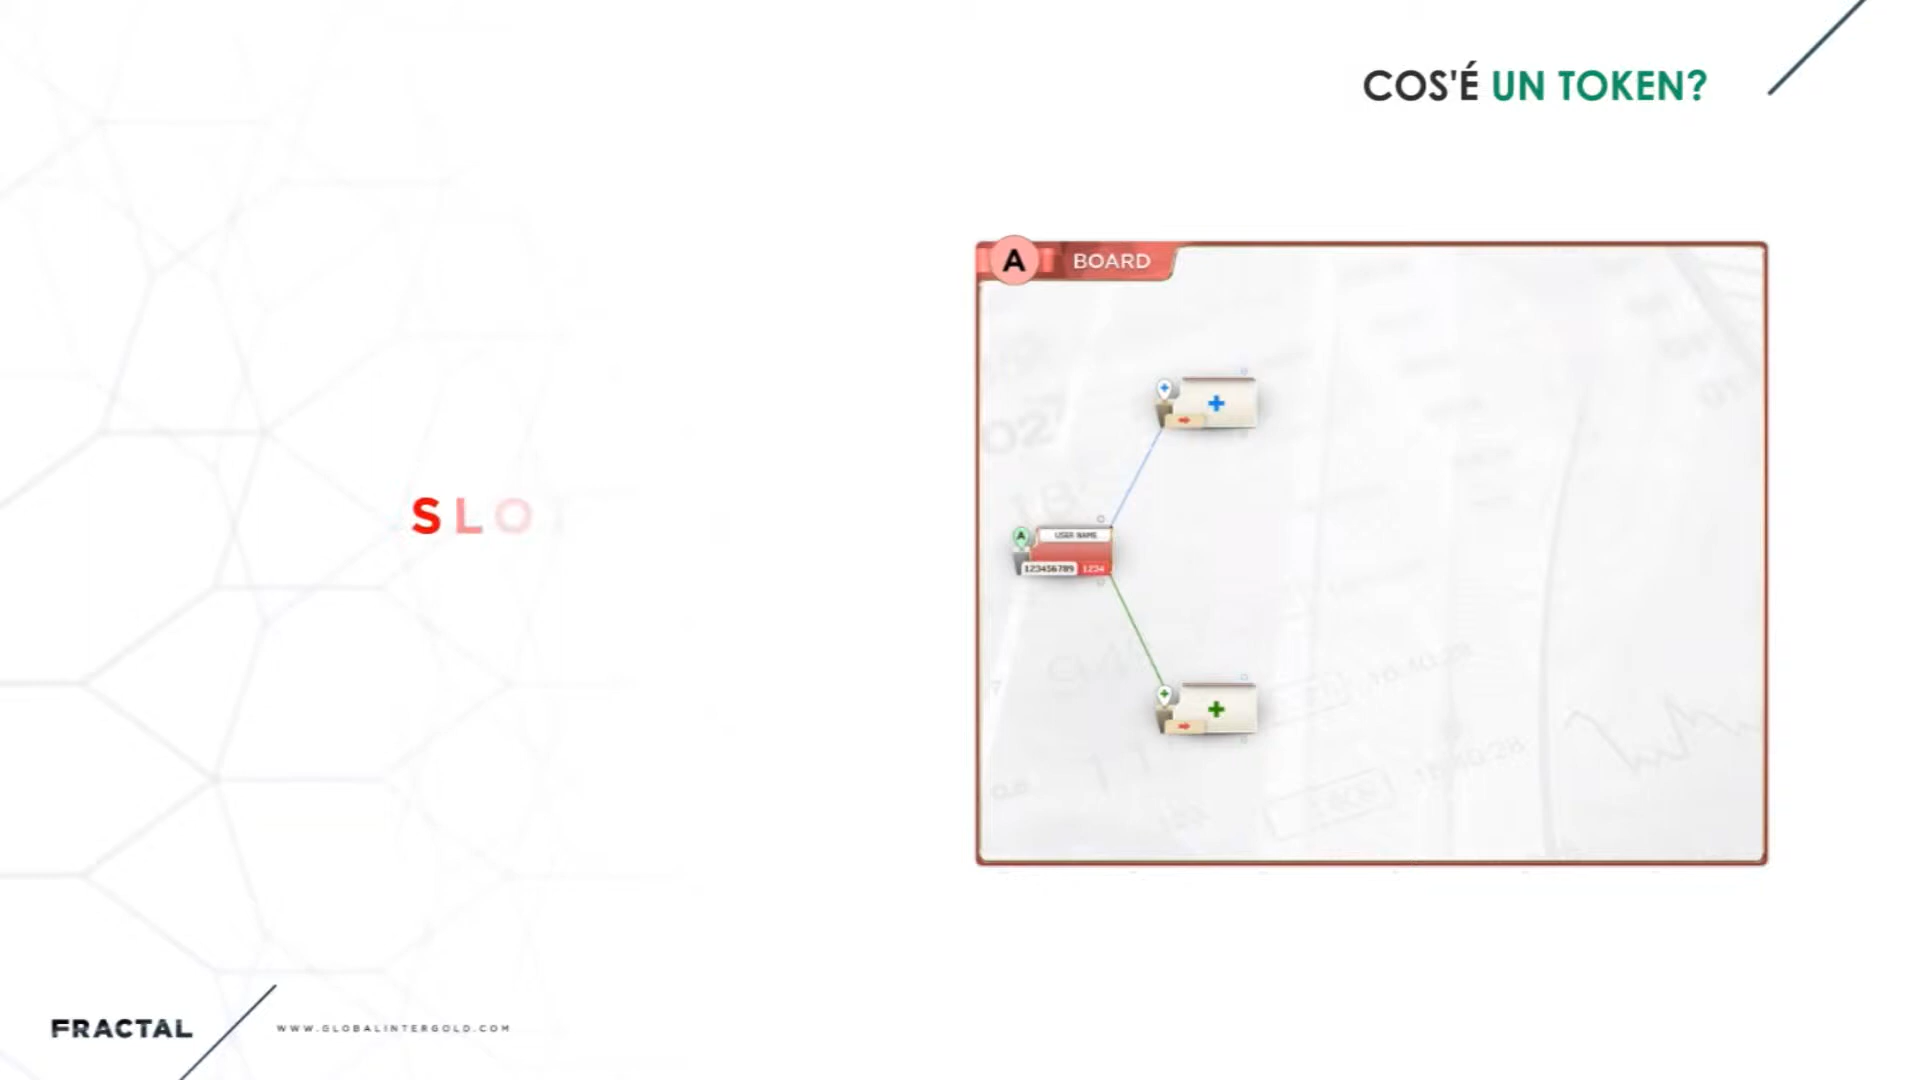 COS'É UN TOKEN?
A BOARD
USER NAME
A
123456789 1234
SLO
FRACTAL
WWW.GLOBALINTERGOLD.COM